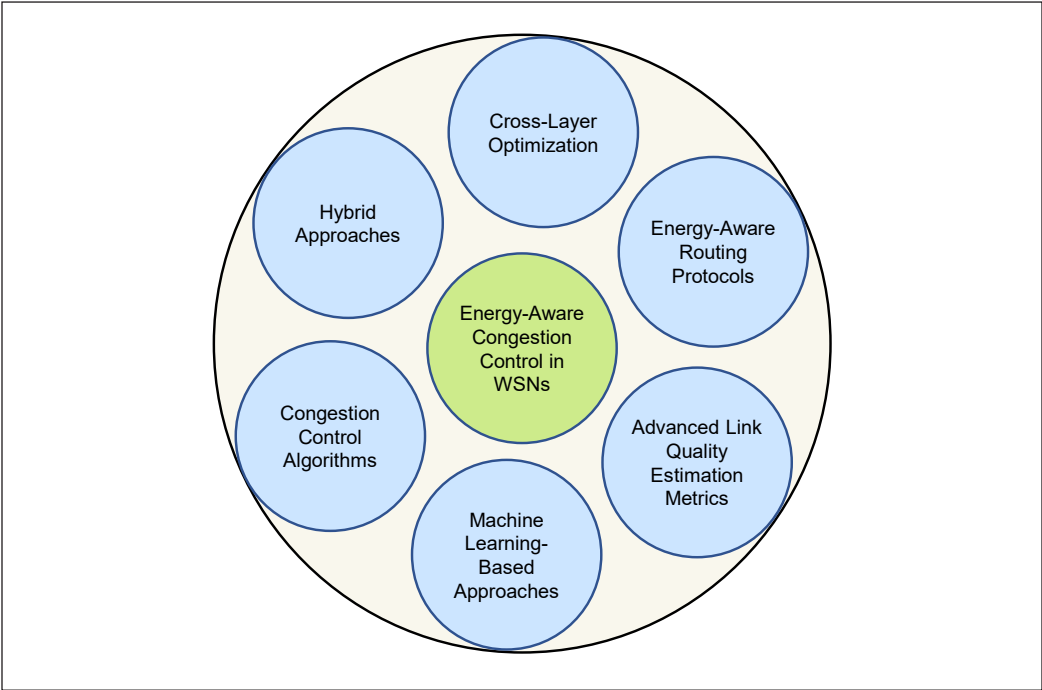 Cross-Layer
Optimization
Hybrid
Approaches
Energy-Aware
Routing
Protocols
Energy-Aware
Congestion
Control in
WSNs
Congestion
Control
Algorithms
Advanced Link
Quality
Estimation
Metrics
Machine
Learning-
Based
Approaches